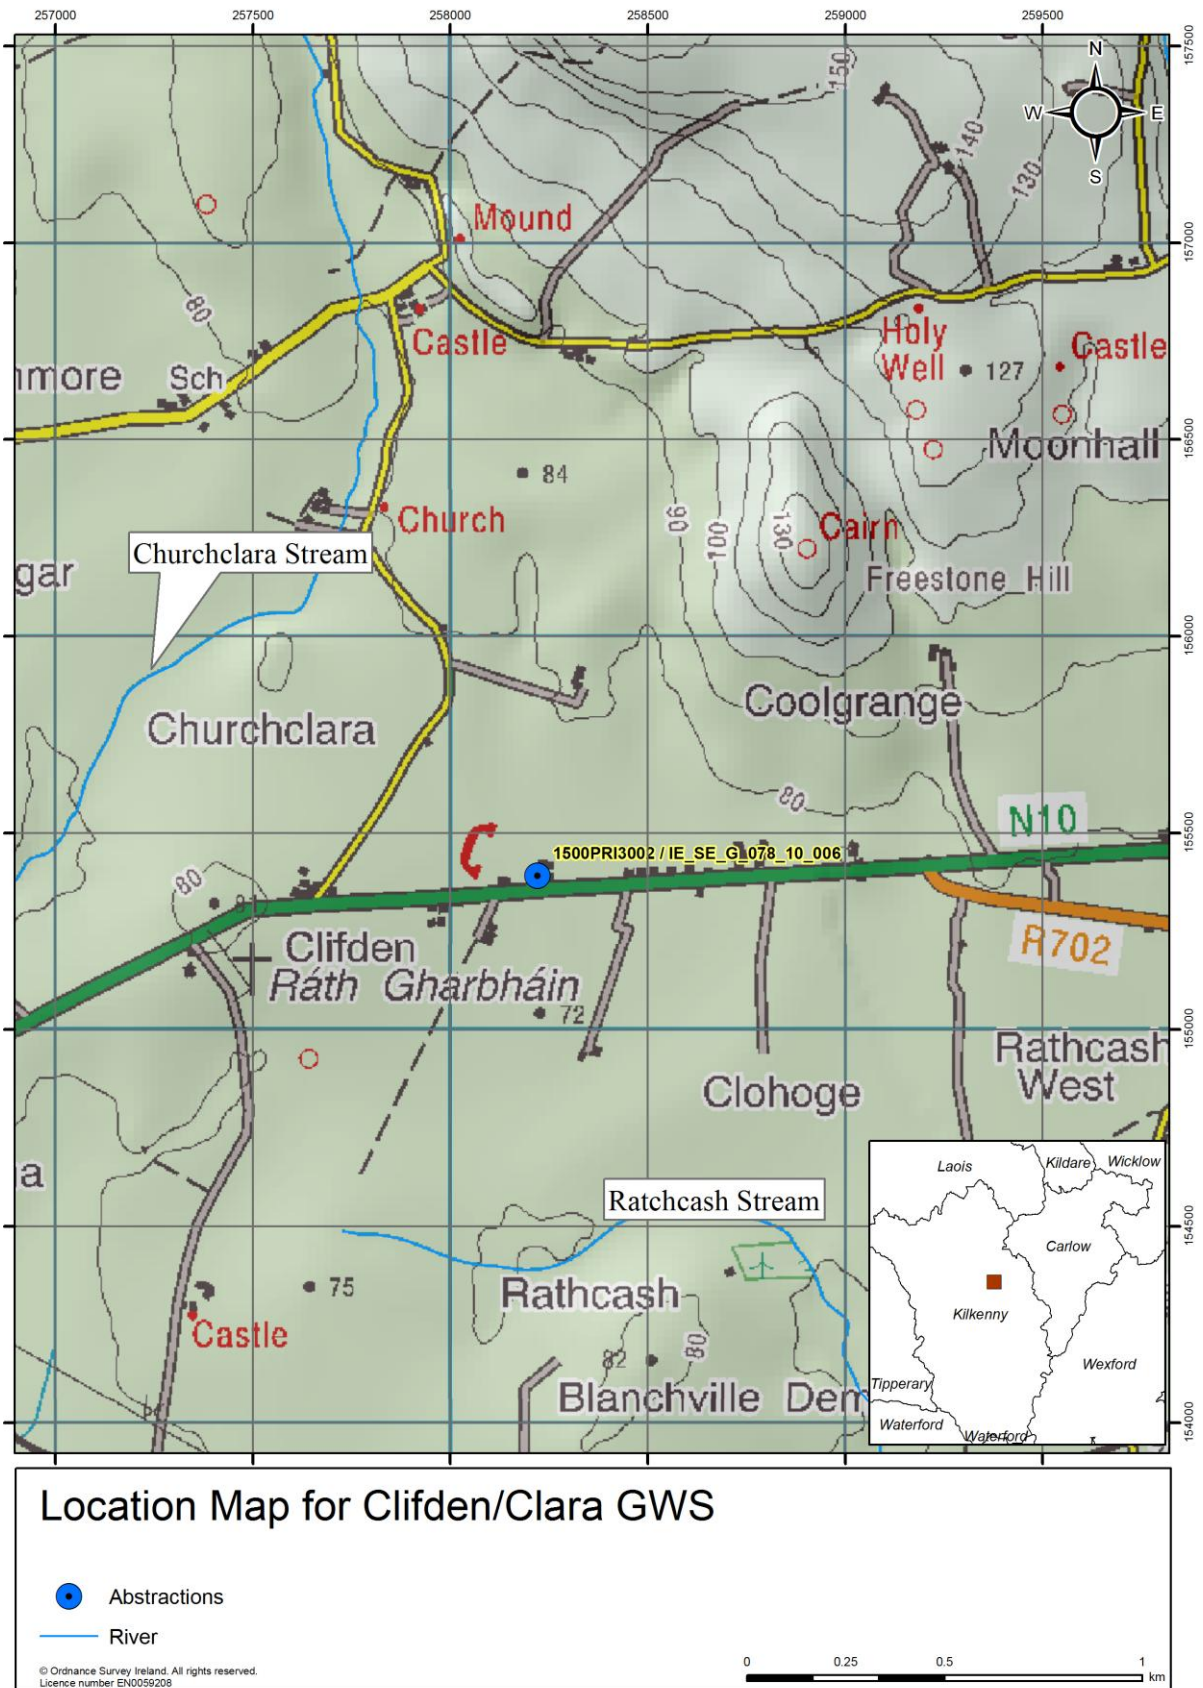 257000 257500 258000 258500 259000 259500
157500
N
W E
S
150
140
130
Mound
157000
80
Castle
Holy
Well
127
Castle
nmore
Sch
156500
84
Moonhall
Church
90
100
130
Cairn
Churchclara Stream
gar
Freestone Hill
156000
Coolgrange
Churchclara
80
N10
155500
1500PRI3002 / IE_SE_G_078_10_006
80
R702
Clifden
Ráth Gharbháin
72
155000
Rathcash
West
Clohoge
a
Laois
Kildare
Wicklow
Ratchcash Stream
154500
Carlow
75
Rathcash
Kilkenny
Castle
80
82
Wexford
Blanchville Dem
Tipperary
Waterford
Waterford
154000
Location Map for Clifden/Clara GWS
Abstractions
River
© Ordnance Survey Ireland. All rights reserved.
Licence number EN0059208
0 0.25 0.5 1
km